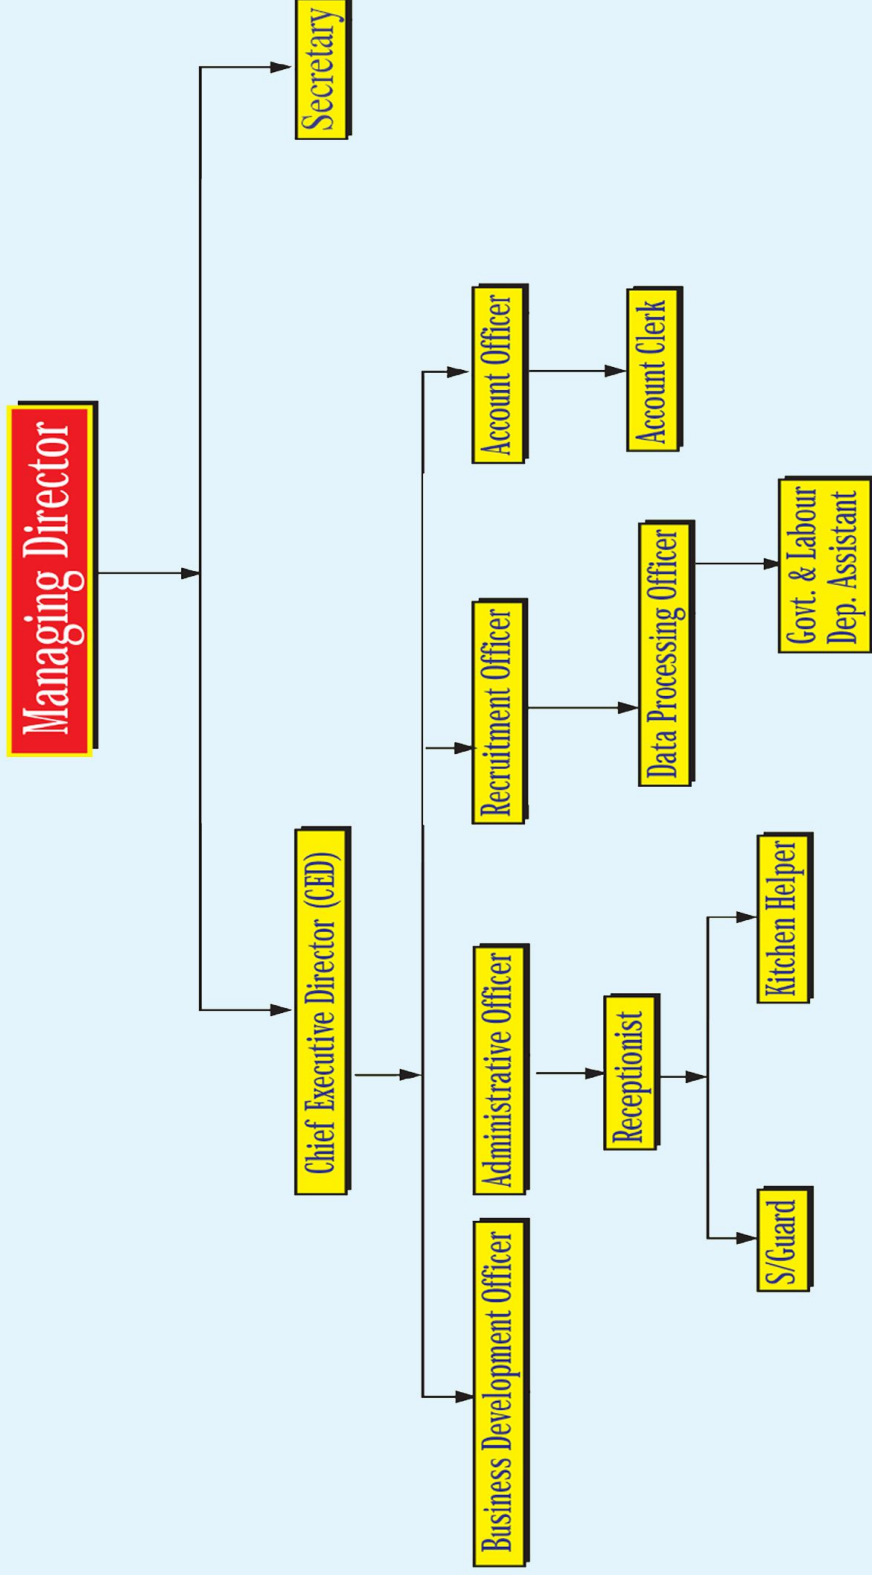 Managing Director
Chief Executive Director (CED)
Secretary
Business Development Officer
Administrative Officer
Recruitment Officer
Account Officer
Receptionist
Data Processing Officer
Account Clerk
S/Guard
Kitchen Helper
Govt. & Labour
Dep. Assistant